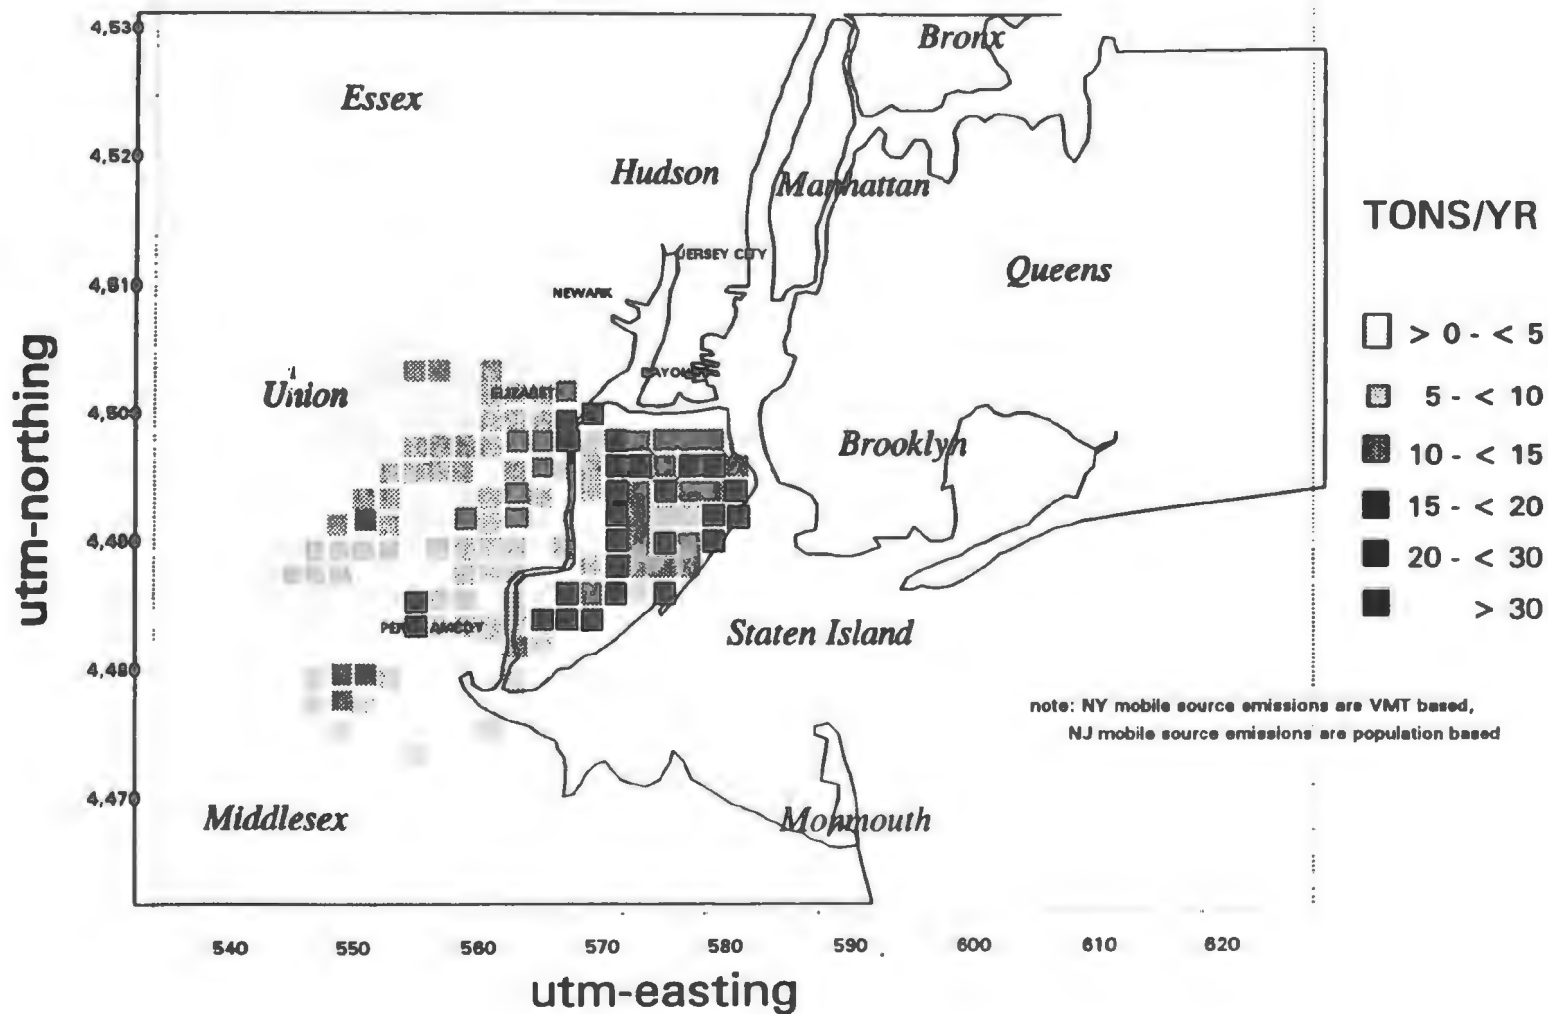 4,530
Bronx
Essex
4,520
Hudson
Manhattan
TONS/YR
JERSEY CITY
Queens
4,510
NEWARK
> 0 - < 5
BAYONNE
Union
ELIZABET
5 - < 10
4,500
Brooklyn
10 - < 15
15 - < 20
4,490
20 - < 30
> 30
PERTH AMBOY
Staten Island
4,480
note: NY mobile source emissions are VMT based,
NJ mobile source emissions are population based
4,470
Middlesex
Monmouth
540 550 560 570 580 590 600 610 620
utm-easting
utm-northing